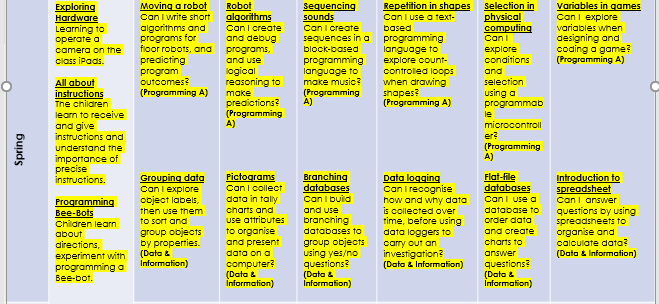 Spring
Exploring
Hardware
Learning to
operate a
camera on the
class iPads.
All about
instructions
The children
learn to receive
and give
instructions and
understand the
importance of
precise
instructions.
Programming
Bee-Bots
Children learn
about
directions,
experiment with
programming a
Bee-bot.
Moving a robot
Can I write short
algorithms and
programs for
floor robots, and
predicting
program
outcomes?
(Programming A)
Grouping data
Can I explore
object labels,
then use them
to sort and
group objects
by properties.
(Data &
Information)
Robot
algorithms
Can I create
and debug
programs,
and use
logical
reasoning to
make
predictions?
(Programming
A)
Pictograms
Can I collect
data in tally
charts and
use attributes
to organise
and present
data on a
computer?
(Data &
Information)
Sequencing
sounds
Can I create
sequences in a
block-based
programming
language to
make music?
(Programming A)
Branching
databases
Can I build
and use
branching
databases to
group objects
using yes/no
questions?
(Data &
Information)
Repetition in shapes
Can I use a text-
based
programming
language to
explore count-
controlled loops
when drawing
shapes?
(Programming A)
Data logging
Can I recognise
how and why data
is collected over
time, before using
data loggers to
carry out an
investigation?
(Data & Information)
Selection in
physical
computing
Can I
explore
conditions
and
selection
using a
programmab
le
microcontroll
er?
(Programming
A)
Flat-file
databases
Can I use a
database to
order data
and create
charts to
answer
questions?
(Data &
Information)
Variables in games
Can I explore
variables when
designing and
coding a game?
(Programming A)
Introduction to
spreadsheet
Can I answer
questions by using
spreadsheets to
organise and
calculate data?
(Data & Information)